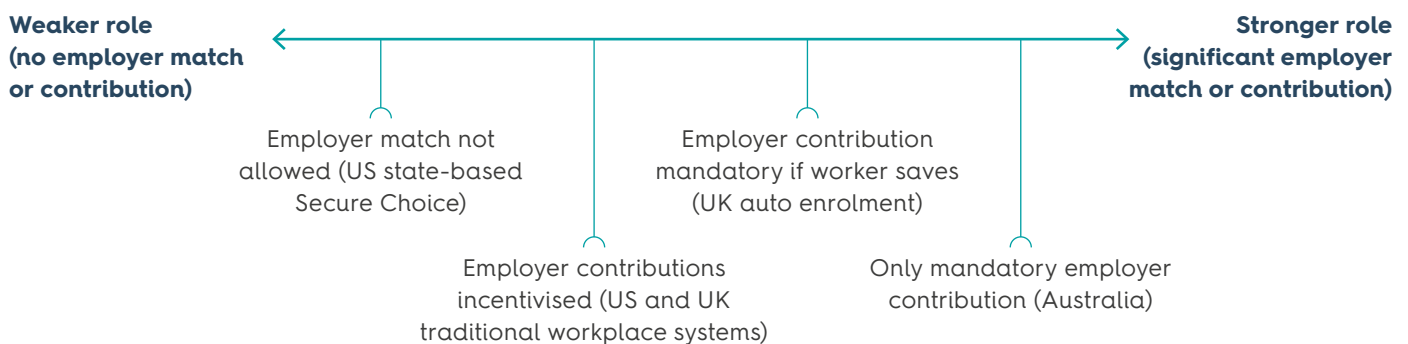 Weaker role
(no employer match
or contribution)
Stronger role
(significant employer
match or contribution)
Employer match not
allowed (US state-based
Secure Choice)
Employer contributions
incentivised (US and UK
traditional workplace systems)
Employer contribution
mandatory if worker saves
(UK auto enrolment)
Only mandatory employer
contribution (Australia)